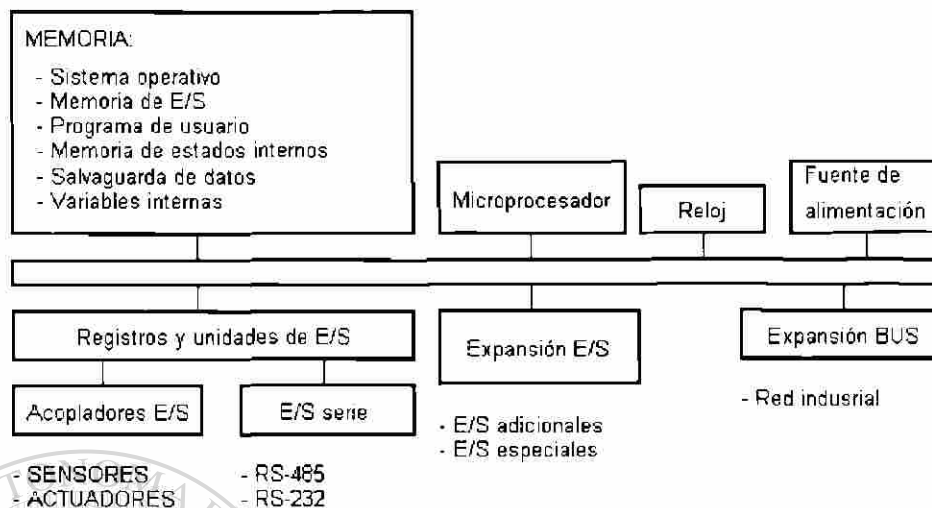 MEMORIA:
- Sistema operativo
- Memoria de E/S
- Programa de usuario
- Memoria de estados internos
- Salvaguarda de datos
- Variables internas
Microprocesador
Reloj
Fuente de
alimentación
Registros y unidades de E/S
Acopladores E/S
E/S serie
- SENSORES
- ACTUADORES
- RS-485
- RS-232
Expansión E/S
- E/S adicionales
- E/S especiales
Expansión BUS
- Red indusrial
TONOMA